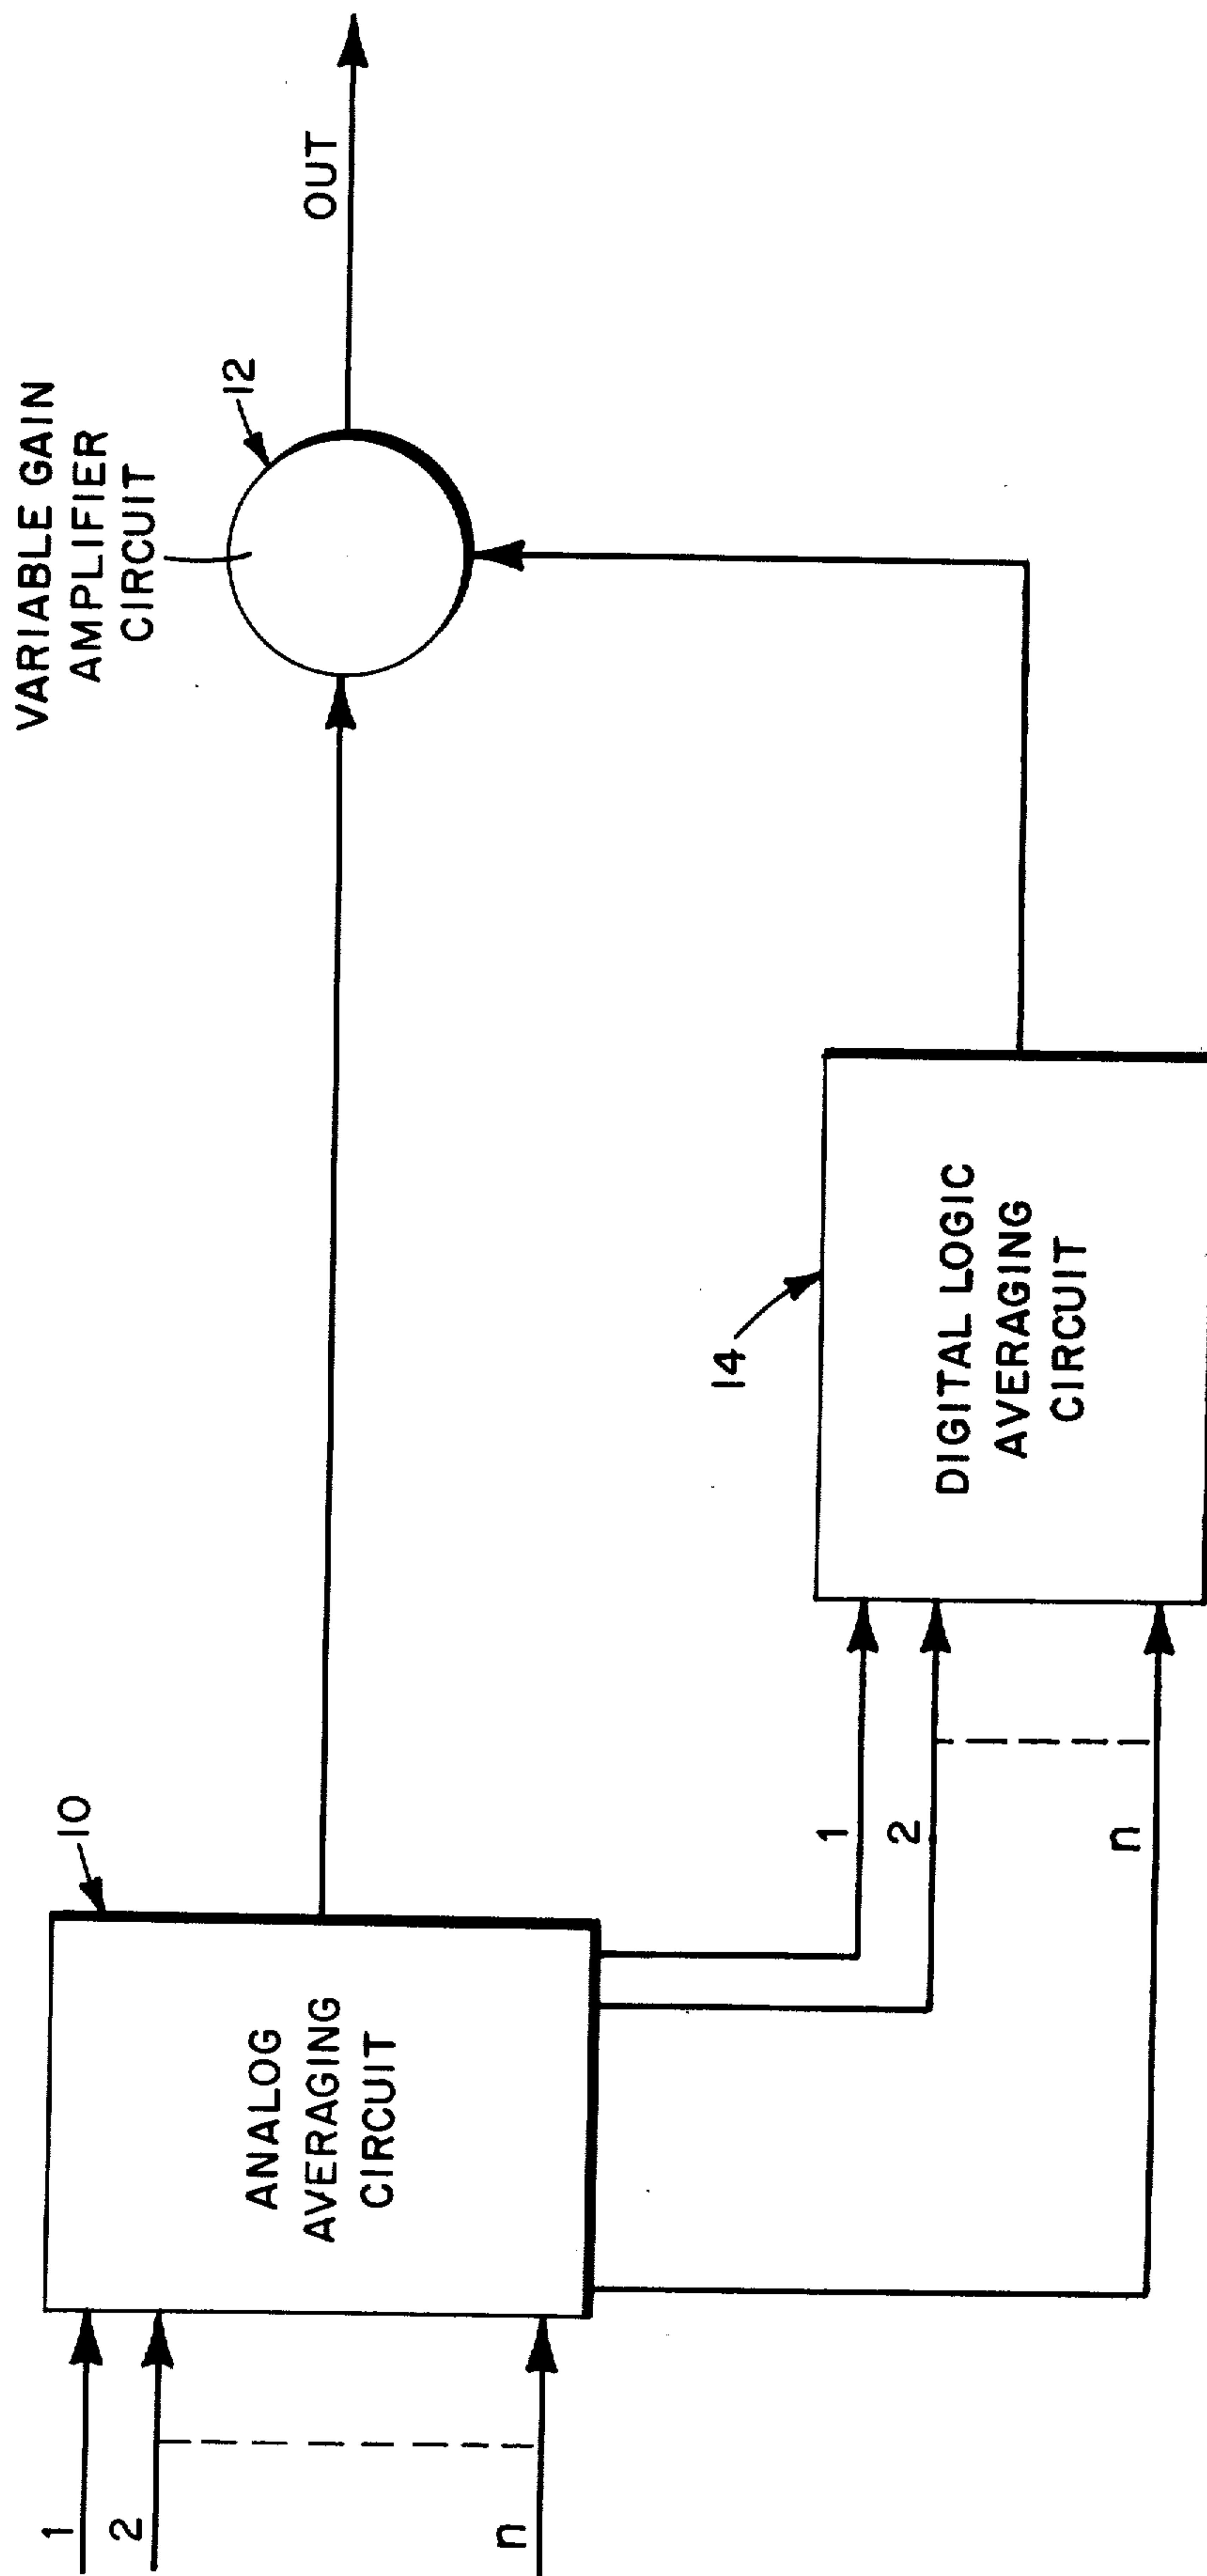 VARIABLE GAIN
AMPLIFIER
CIRCUIT
12
OUT
10
1
2
n
ANALOG
AVERAGING
CIRCUIT
1
2
n
14
DIGITAL LOGIC
AVERAGING
CIRCUIT